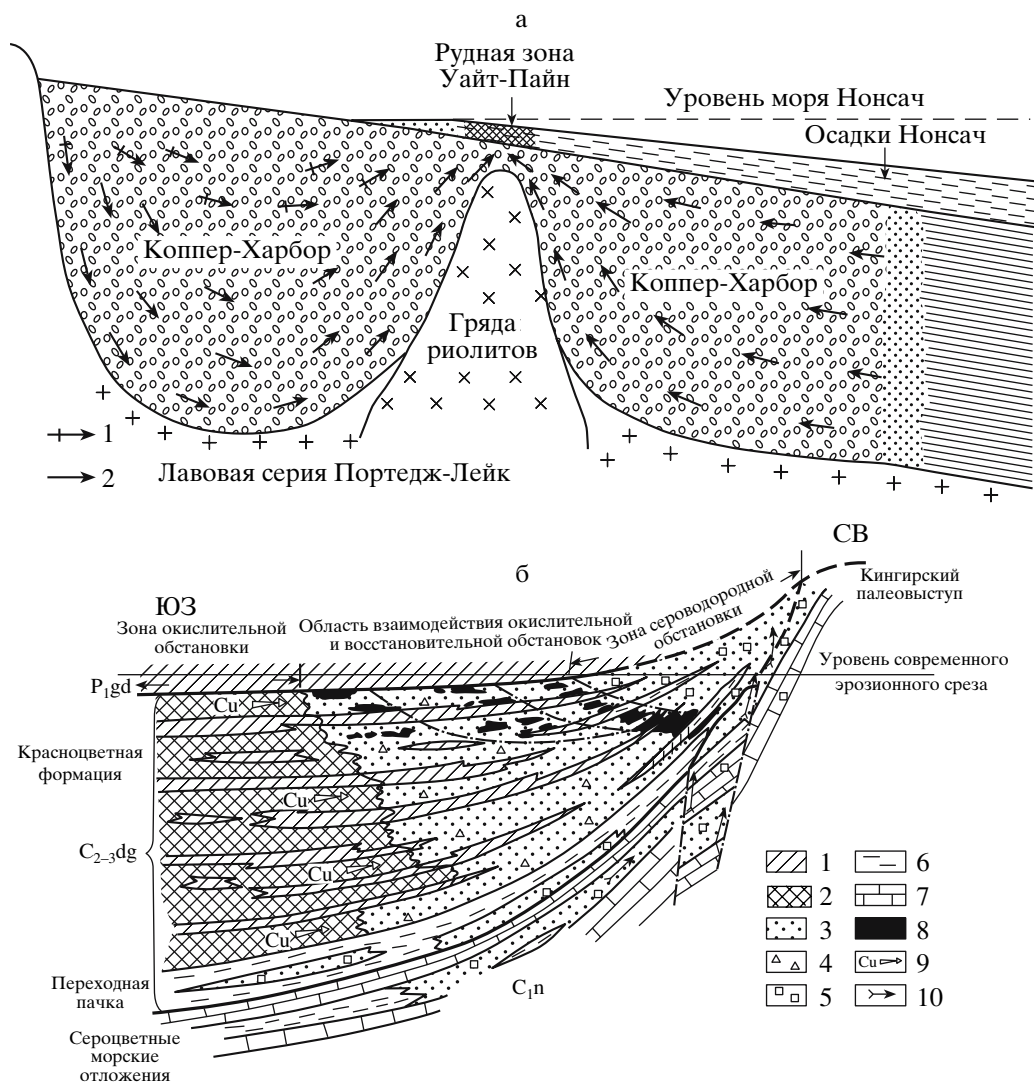 а
Рудная зона
Уайт-Пайн
Уровень моря Нонсач
Осадки Нонсач
Коппер-Харбор
Коппер-Харбор
Гряда
риолитов
1
2
Лавовая серия Портедж-Лейк
б
СВ
ЮЗ
Кингирский
палеовыступ
Зона окислительной
обстановки
Область взаимодействия окислительной
и восстановительной обстановок
Зона сероводородной
обстановки
Уровень современного
эрозионного среза
P₁gd
Cu
Красноцветная
формация
Cu
C₂₋₃dg
Cu
Cu
Переходная
пачка
C₁n
Сероцветные
морские
отложения
1
2
3
4
5
6
7
8
Cu 9
10